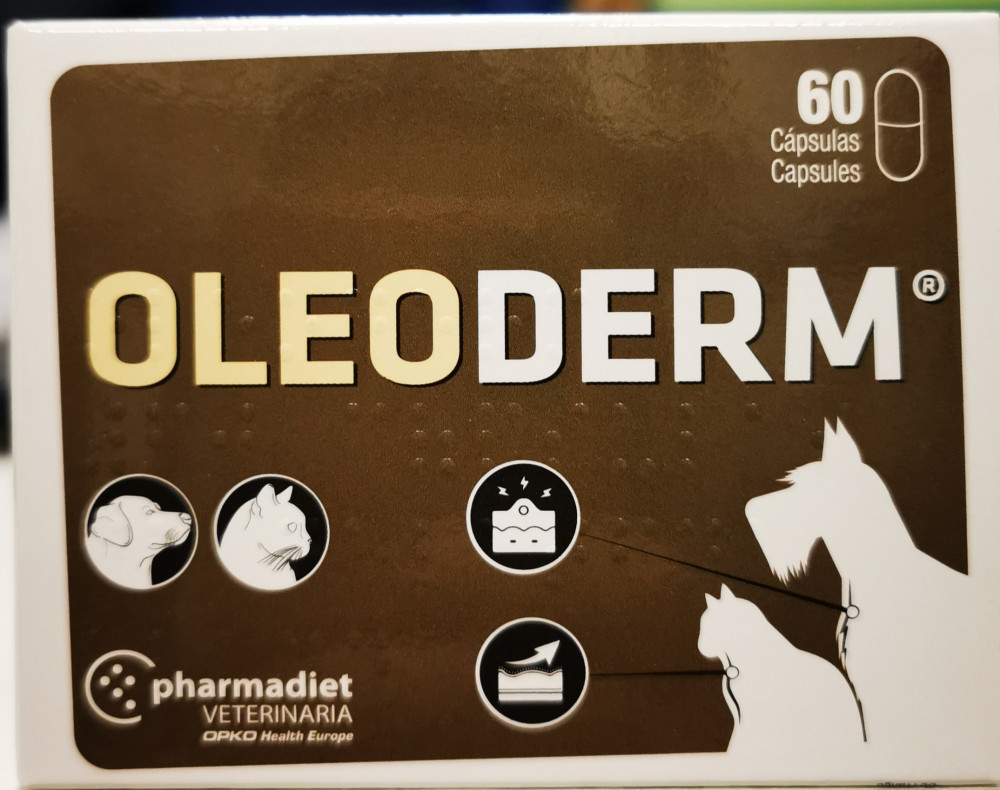 60
Cápsulas
Capsules
OLEODERM®
pharmadiet
VETERINARIA
OPKO Health Europe